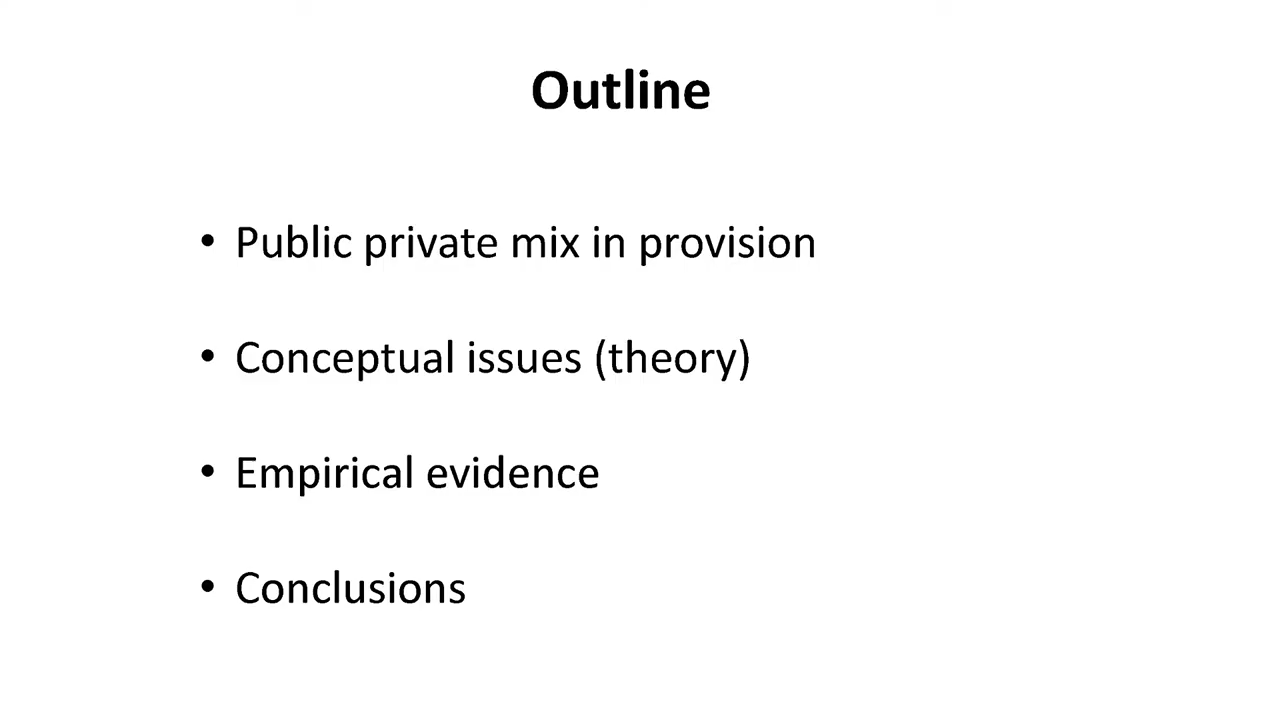 Outline
• Public private mix in provision
• Conceptual issues (theory)
• Empirical evidence
• Conclusions